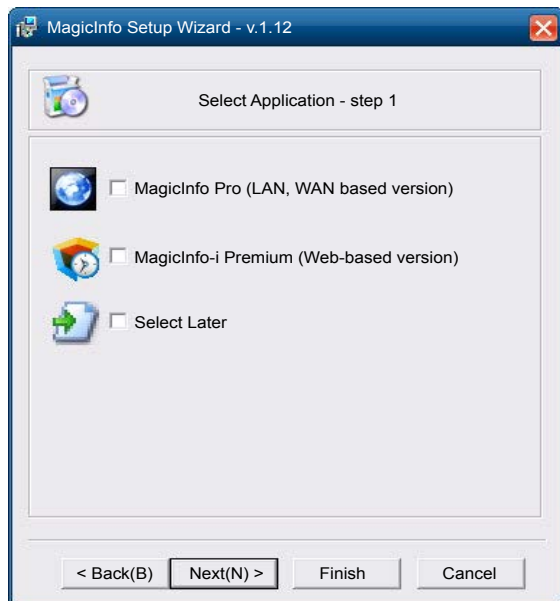 MagicInfo Setup Wizard - v.1.12
Select Application - step 1
MagicInfo Pro (LAN, WAN based version)
MagicInfo-i Premium (Web-based version)
Select Later
< Back(B) Next(N) > Finish Cancel